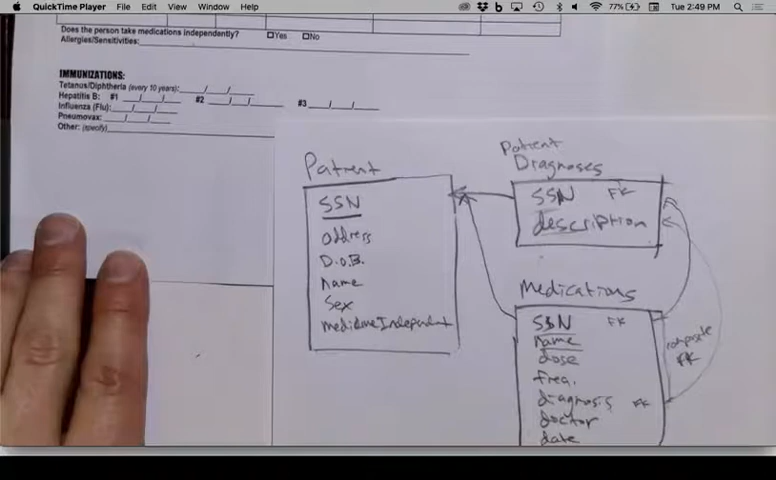 QuickTime Player File Edit View Window Help 77% Tue 2:49 PM
Does the person take medications independently? Yes No
Allergies/Sensitivities:
IMMUNIZATIONS:
Tetanus/Diphtheria (every 10 years): / /
Hepatitis B: #1 / / #2 / / #3 / /
Influenza (Flu): / /
Pneumovax: / /
Other: (specify)
Patient
SSN
address
D.O.B.
name
Sex
medicineIndependent
Patient
Diagnoses
SSN FK
description
Medications
SSN FK
name
dose
freq.
diagnosis FK
doctor
date
composite
FK